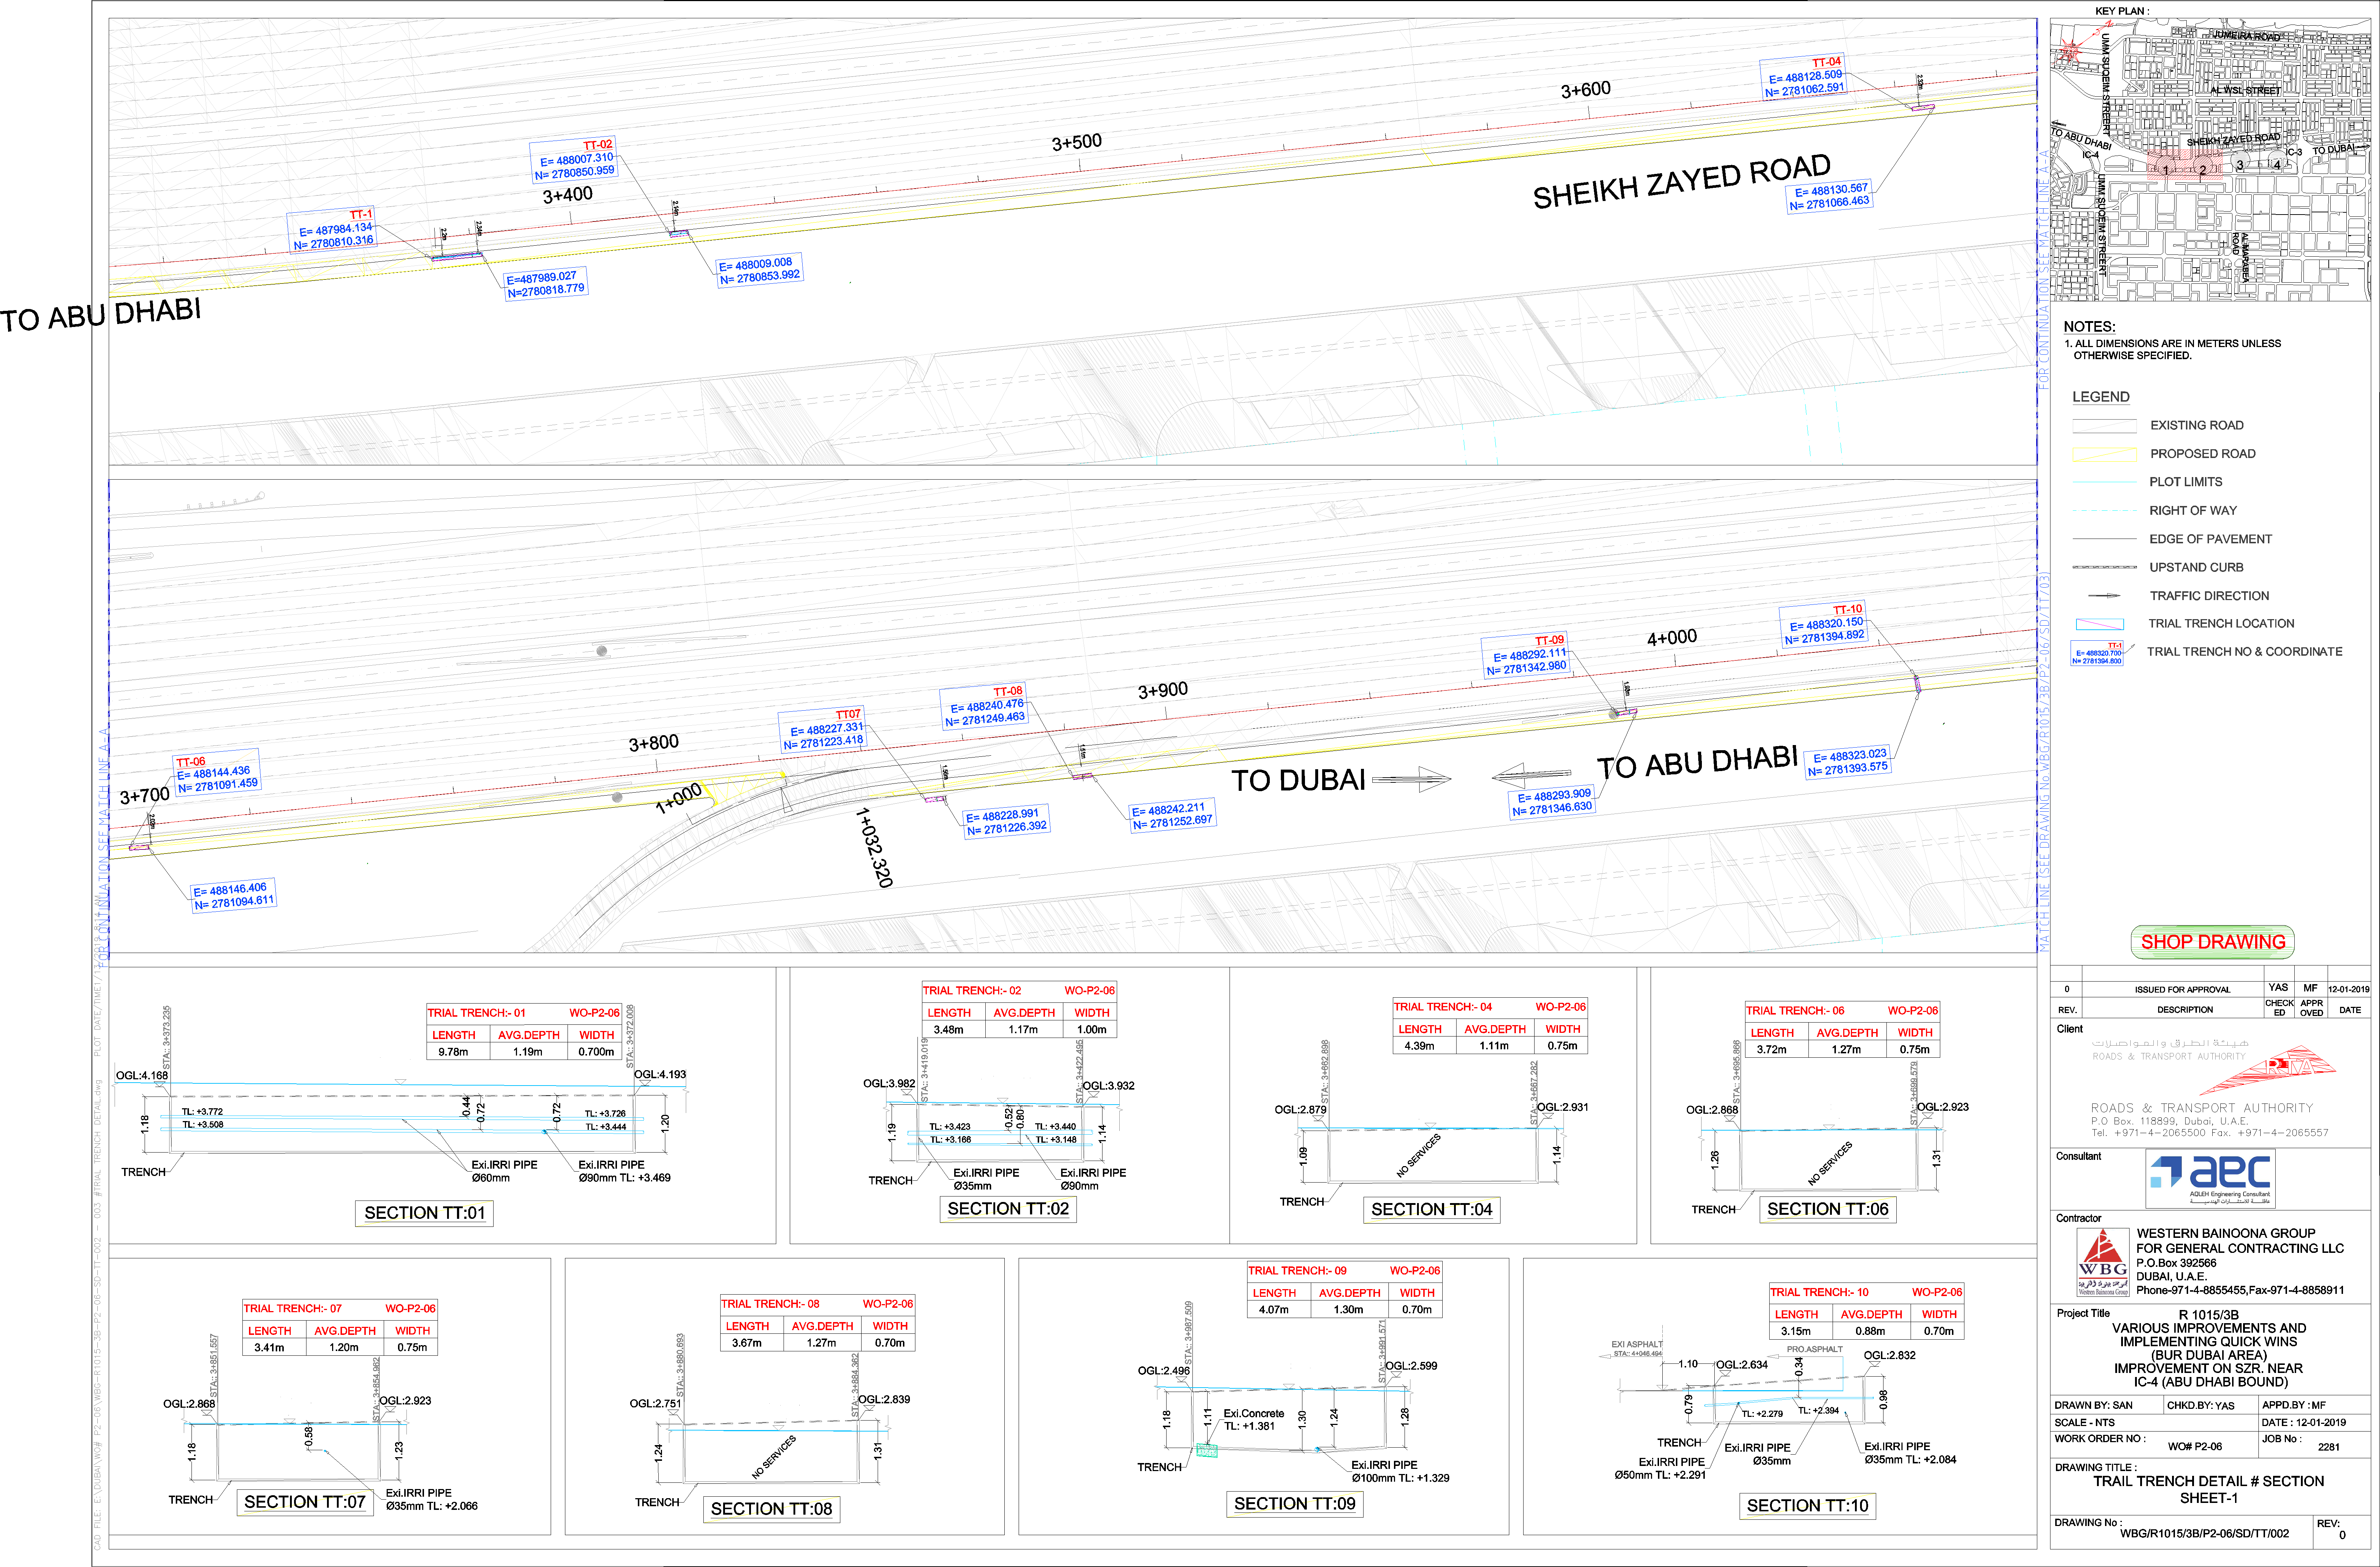 KEY PLAN :
JUMEIRA ROAD
UMM SUQEIM STREERT
AL WSL STREET
SHEIKH ZAYED ROAD
TO ABU DHABI
IC-4
IC-3
TO DUBAI
1
2
3
4
UMM SUQEIM STREERT
AL MARABEA
ROAD
TT-04
E= 488128.509
N= 2781062.591
2.32m
3+600
3+500
TT-02
E= 488007.310
N= 2780850.959
3+400
2.14m
SHEIKH ZAYED ROAD
E= 488130.567
N= 2781066.463
TT-1
E= 487984.134
N= 2780810.316
2.2m
2.34m
E=487989.027
N=2780818.779
E= 488009.008
N= 2780853.992
TO ABU DHABI
FOR CONTINUATION SEE MATCH LINE A-A
NOTES:
1. ALL DIMENSIONS ARE IN METERS UNLESS
OTHERWISE SPECIFIED.
LEGEND
EXISTING ROAD
PROPOSED ROAD
PLOT LIMITS
RIGHT OF WAY
EDGE OF PAVEMENT
UPSTAND CURB
TRAFFIC DIRECTION
TRIAL TRENCH LOCATION
TT-1
E= 488320.700
N= 2781394.800
TRIAL TRENCH NO & COORDINATE
TT-10
E= 488320.150
N= 2781394.892
4+000
TT-09
E= 488292.111
N= 2781342.980
3+900
TT-08
E= 488240.476
N= 2781249.463
TT07
E= 488227.331
N= 2781223.418
3+800
TT-06
E= 488144.436
N= 2781091.459
3+700
2.02m
1+000
1+032.320
1.56m
1.51m
TO DUBAI
TO ABU DHABI
E= 488323.023
N= 2781393.575
E= 488293.909
N= 2781346.630
E= 488228.991
N= 2781226.392
E= 488242.211
N= 2781252.697
E= 488146.406
N= 2781094.611
FOR CONTINUATION SEE MATCH LINE A-A
MATCH LINE (SEE DRAWING No.WBG/R1015/3B/P2-06/SD/TT/03)
SHOP DRAWING
TRIAL TRENCH:- 01 WO-P2-06
LENGTH AVG.DEPTH WIDTH
9.78m 1.19m 0.700m
STA:: 3+373.235
STA:: 3+372.008
OGL:4.168
OGL:4.193
1.18
TL: +3.772
TL: +3.508
0.44
0.72
0.72
TL: +3.726
TL: +3.444
1.20
TRENCH
Exi.IRRI PIPE
Ø60mm
Exi.IRRI PIPE
Ø90mm TL: +3.469
SECTION TT:01
TRIAL TRENCH:- 02 WO-P2-06
LENGTH AVG.DEPTH WIDTH
3.48m 1.17m 1.00m
STA:: 3+419.019
STA:: 3+422.495
OGL:3.982
OGL:3.932
1.19
TL: +3.423
TL: +3.166
0.52
0.80
TL: +3.440
TL: +3.148
1.14
TRENCH
Exi.IRRI PIPE
Ø35mm
Exi.IRRI PIPE
Ø90mm
SECTION TT:02
TRIAL TRENCH:- 04 WO-P2-06
LENGTH AVG.DEPTH WIDTH
4.39m 1.11m 0.75m
STA:: 3+662.898
STA:: 3+667.282
OGL:2.879
OGL:2.931
1.09
NO SERVICES
1.14
TRENCH
SECTION TT:04
TRIAL TRENCH:- 06 WO-P2-06
LENGTH AVG.DEPTH WIDTH
3.72m 1.27m 0.75m
STA:: 3+695.866
STA:: 3+699.579
OGL:2.868
OGL:2.923
1.26
NO SERVICES
1.31
TRENCH
SECTION TT:06
TRIAL TRENCH:- 07 WO-P2-06
LENGTH AVG.DEPTH WIDTH
3.41m 1.20m 0.75m
STA:: 3+851.557
STA:: 3+854.962
OGL:2.868
OGL:2.923
1.18
0.58
1.23
TRENCH
Exi.IRRI PIPE
Ø35mm TL: +2.066
SECTION TT:07
TRIAL TRENCH:- 08 WO-P2-06
LENGTH AVG.DEPTH WIDTH
3.67m 1.27m 0.70m
STA:: 3+880.693
STA:: 3+884.362
OGL:2.751
OGL:2.839
1.24
NO SERVICES
1.31
TRENCH
SECTION TT:08
TRIAL TRENCH:- 09 WO-P2-06
LENGTH AVG.DEPTH WIDTH
4.07m 1.30m 0.70m
STA:: 3+987.509
STA:: 3+991.571
OGL:2.496
OGL:2.599
1.18
1.11
Exi.Concrete
TL: +1.381
1.30
1.24
1.28
TRENCH
Exi.IRRI PIPE
Ø100mm TL: +1.329
SECTION TT:09
TRIAL TRENCH:- 10 WO-P2-06
LENGTH AVG.DEPTH WIDTH
3.15m 0.88m 0.70m
EXI ASPHALT
STA:: 4+046.494
PRO.ASPHALT
1.10
OGL:2.634
0.34
OGL:2.832
0.79
TL: +2.279
TL: +2.394
0.98
TRENCH
Exi.IRRI PIPE
Ø50mm TL: +2.291
Exi.IRRI PIPE
Ø35mm
Exi.IRRI PIPE
Ø35mm TL: +2.084
SECTION TT:10
0 ISSUED FOR APPROVAL YAS MF 12-01-2019
REV. DESCRIPTION CHECKED APPROVED DATE
Client
هيئة الطرق والمواصلات
ROADS & TRANSPORT AUTHORITY
RTA
ROADS & TRANSPORT AUTHORITY
P.O Box. 118899, Dubai, U.A.E.
Tel. +971-4-2065500 Fax. +971-4-2065557
Consultant
aec
AQLEH Engineering Consultant
Contractor
WBG
Western Bainoona Group
WESTERN BAINOONA GROUP
FOR GENERAL CONTRACTING LLC
P.O.Box 392566
DUBAI, U.A.E.
Phone-971-4-8855455,Fax-971-4-8858911
Project Title
R 1015/3B
VARIOUS IMPROVEMENTS AND
IMPLEMENTING QUICK WINS
(BUR DUBAI AREA)
IMPROVEMENT ON SZR. NEAR
IC-4 (ABU DHABI BOUND)
DRAWN BY: SAN CHKD.BY: YAS APPD.BY : MF
SCALE - NTS DATE : 12-01-2019
WORK ORDER NO : WO# P2-06 JOB No : 2281
DRAWING TITLE :
TRAIL TRENCH DETAIL # SECTION
SHEET-1
DRAWING No : WBG/R1015/3B/P2-06/SD/TT/002
REV: 0